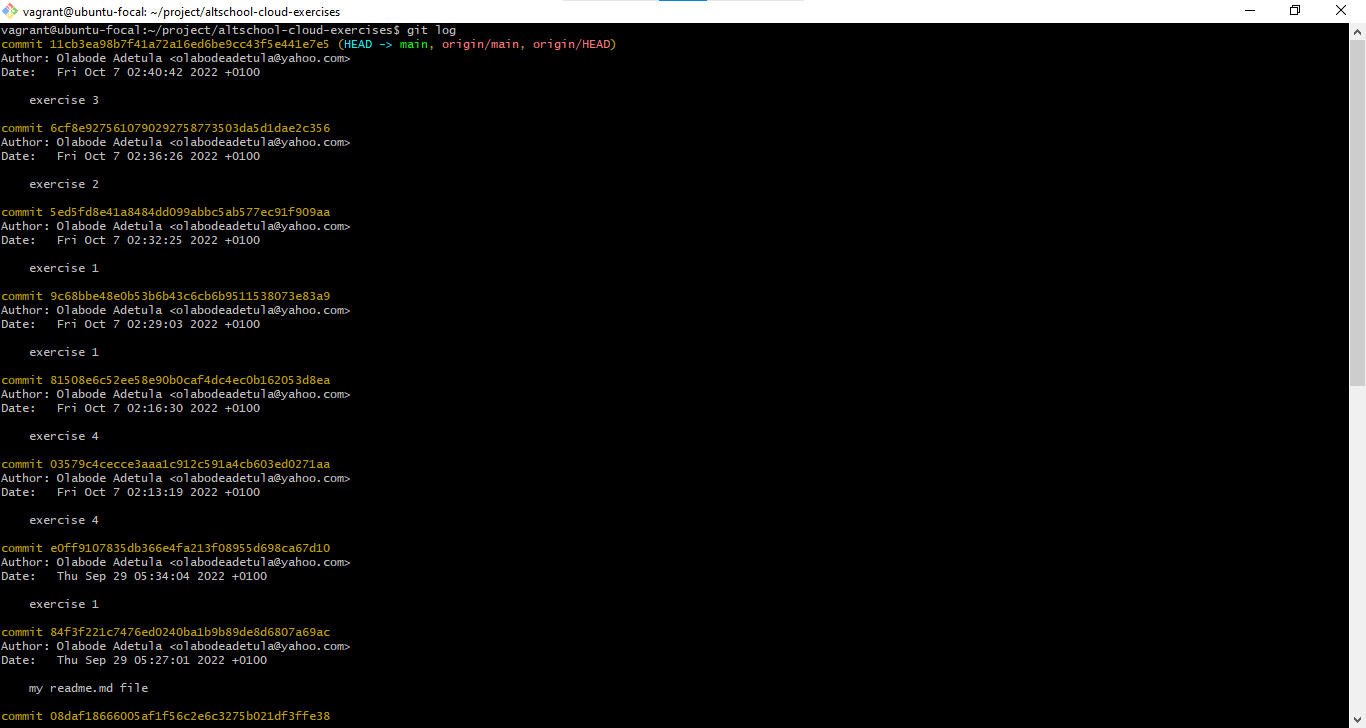 vagrant@ubuntu-focal: ~/project/altschool-cloud-exercises
vagrant@ubuntu-focal:~/project/altschool-cloud-exercises$ git log
commit 11cb3ea98b7f41a72a16ed6be9cc43f5e441e7e5 (HEAD -> main, origin/main, origin/HEAD)
Author: Olabode Adetula <olabodeadetula@yahoo.com>
Date:   Fri Oct 7 02:40:42 2022 +0100
    exercise 3
commit 6cf8e9275610790292758773503da5d1dae2c356
Author: Olabode Adetula <olabodeadetula@yahoo.com>
Date:   Fri Oct 7 02:36:26 2022 +0100
    exercise 2
commit 5ed5fd8e41a8484dd099abbc5ab577ec91f909aa
Author: Olabode Adetula <olabodeadetula@yahoo.com>
Date:   Fri Oct 7 02:32:25 2022 +0100
    exercise 1
commit 9c68bbe48e0b53b6b43c6cb6b9511538073e83a9
Author: Olabode Adetula <olabodeadetula@yahoo.com>
Date:   Fri Oct 7 02:29:03 2022 +0100
    exercise 1
commit 81508e6c52ee58e90b0caf4dc4ec0b162053d8ea
Author: Olabode Adetula <olabodeadetula@yahoo.com>
Date:   Fri Oct 7 02:16:30 2022 +0100
    exercise 4
commit 03579c4cecce3aaa1c912c591a4cb603ed0271aa
Author: Olabode Adetula <olabodeadetula@yahoo.com>
Date:   Fri Oct 7 02:13:19 2022 +0100
    exercise 4
commit e0ff9107835db366e4fa213f08955d698ca67d10
Author: Olabode Adetula <olabodeadetula@yahoo.com>
Date:   Thu Sep 29 05:34:04 2022 +0100
    exercise 1
commit 84f3f221c7476ed0240ba1b9b89de8d6807a69ac
Author: Olabode Adetula <olabodeadetula@yahoo.com>
Date:   Thu Sep 29 05:27:01 2022 +0100
    my readme.md file
commit 08daf18666005af1f56c2e6c3275b021df3ffe38